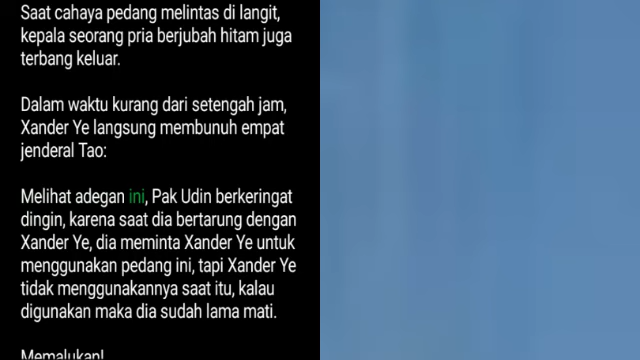 Saat cahaya pedang melintas di langit,
kepala seorang pria berjubah hitam juga
terbang keluar.
Dalam waktu kurang dari setengah jam,
Xander Ye langsung membunuh empat
jenderal Tao:
Melihat adegan ini, Pak Udin berkeringat
dingin, karena saat dia bertarung dengan
Xander Ye, dia meminta Xander Ye untuk
menggunakan pedang ini, tapi Xander Ye
tidak menggunakannya saat itu, kalau
digunakan maka dia sudah lama mati.
Memalukan!